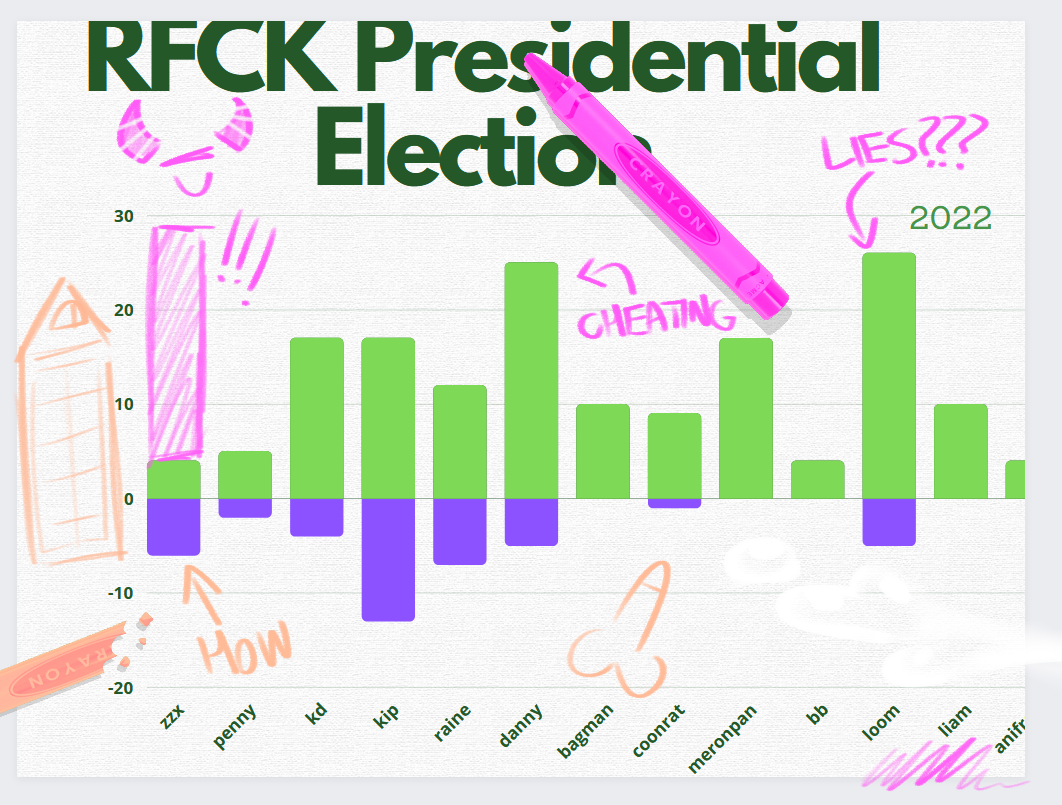 RFCK Presidential
Election
CRAYON
LIES???
2022
!!!
30
20
10
0
-10
-20
CHEATING
HOW
RAYON
zzx
penny
kd
kip
raine
danny
bagman
coonrat
meronpan
bb
loom
liam
anifr